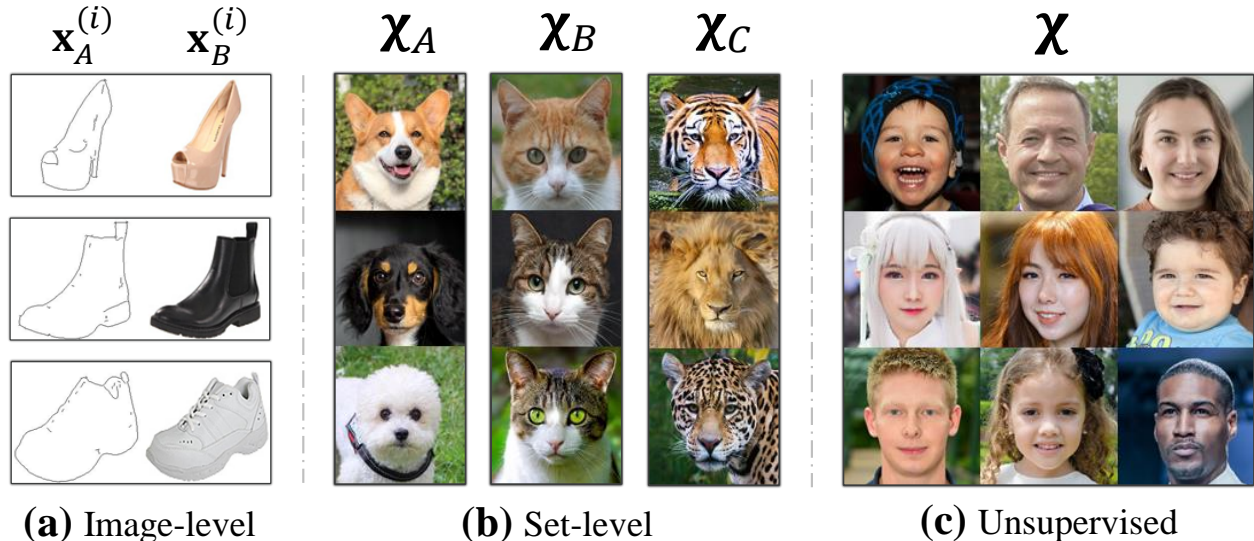 x_A^{(i)} x_B^{(i)} χ_A χ_B χ_C χ
(a) Image-level (b) Set-level (c) Unsupervised